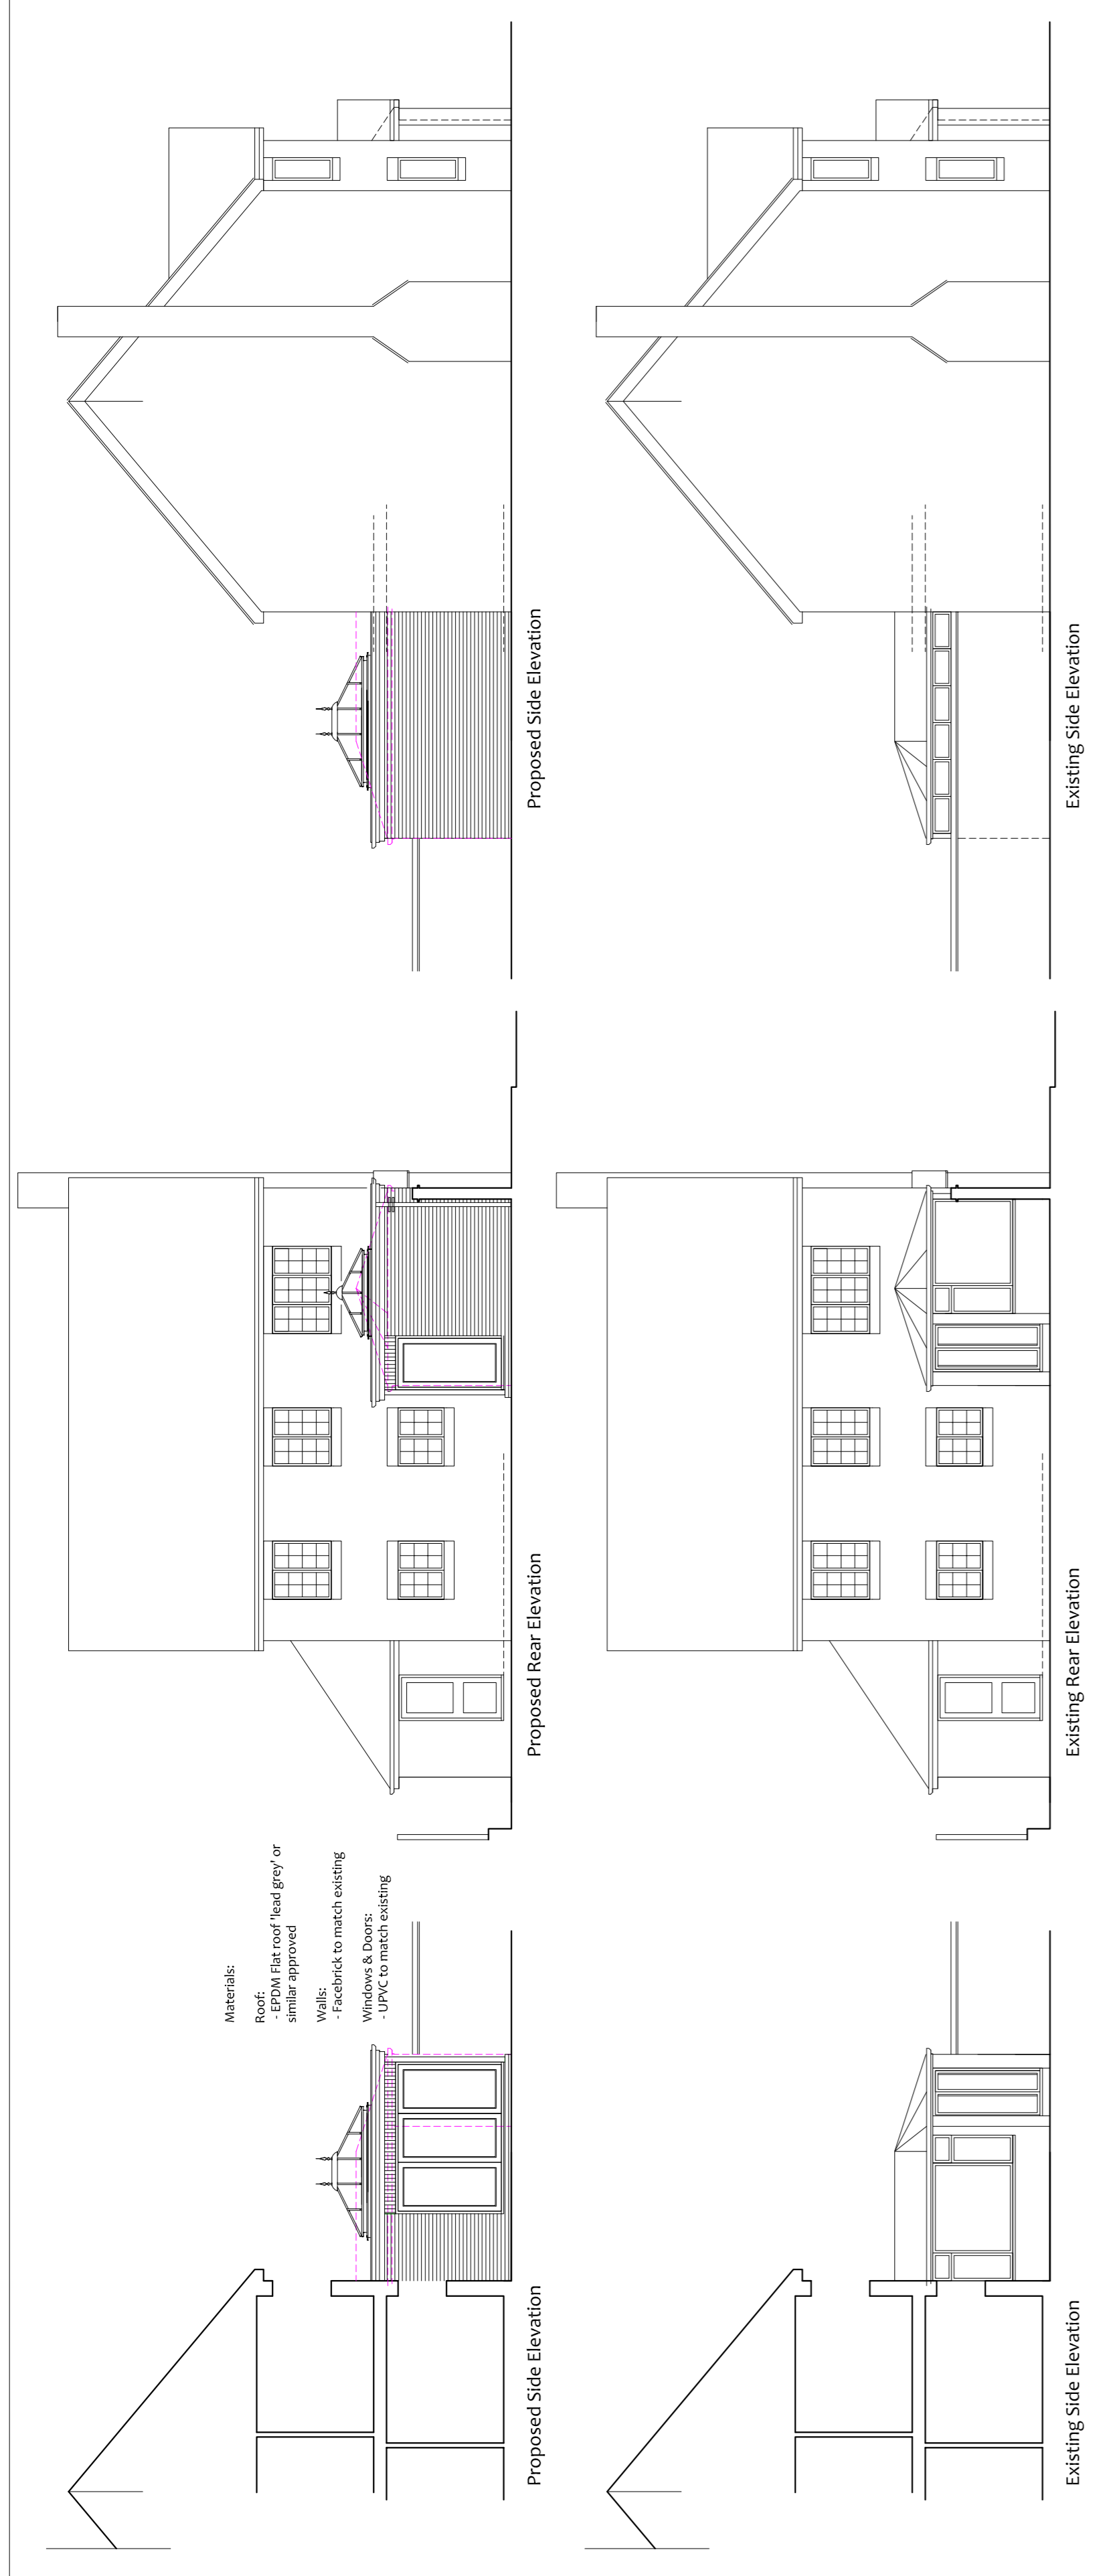 Materials:
Roof:
- EPDM Flat roof 'lead grey' or
similar approved
Walls:
- Facebrick to match existing
Windows & Doors:
- UPVC to match existing
Proposed Side Elevation
Proposed Rear Elevation
Proposed Side Elevation
Existing Side Elevation
Existing Rear Elevation
Existing Side Elevation